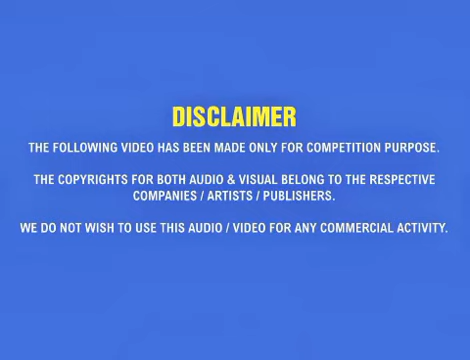 DISCLAIMER
THE FOLLOWING VIDEO HAS BEEN MADE ONLY FOR COMPETITION PURPOSE.
THE COPYRIGHTS FOR BOTH AUDIO & VISUAL BELONG TO THE RESPECTIVE
COMPANIES / ARTISTS / PUBLISHERS.
WE DO NOT WISH TO USE THIS AUDIO / VIDEO FOR ANY COMMERCIAL ACTIVITY.